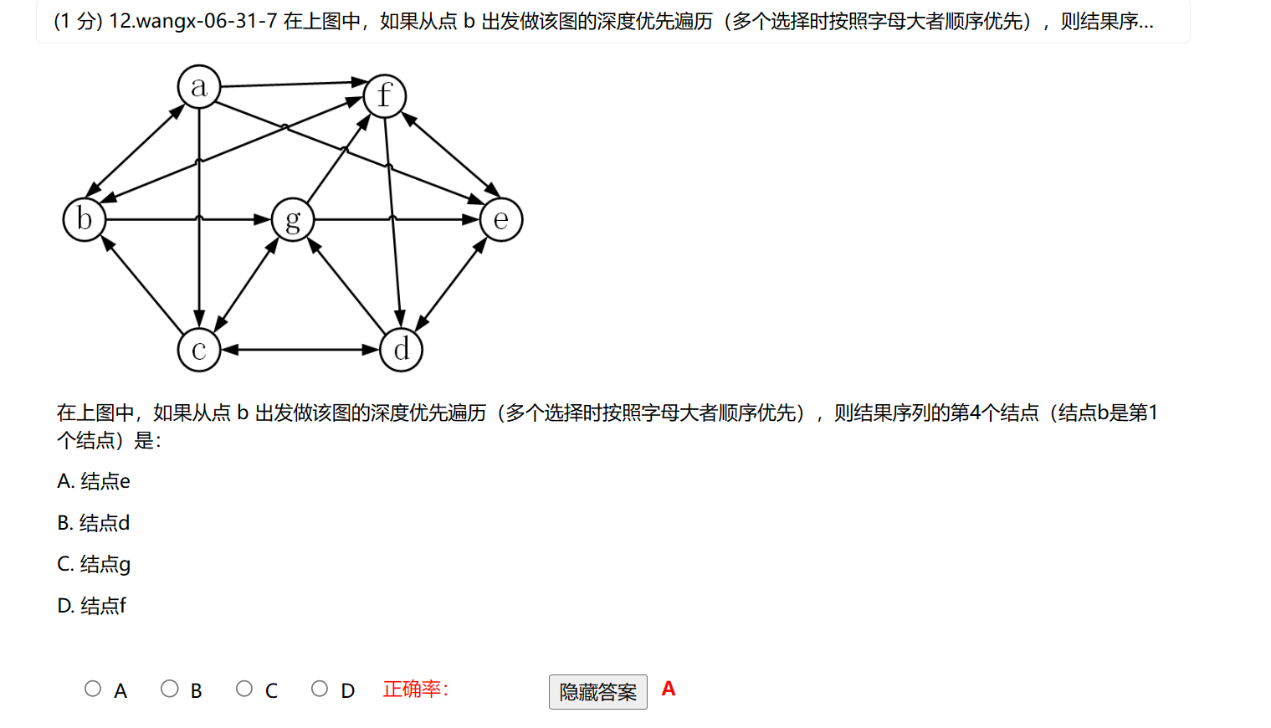 (1 分) 12.wangx-06-31-7 在上图中，如果从点 b 出发做该图的深度优先遍历（多个选择时按照字母大者顺序优先），则结果序...
a
f
b
g
e
c
d
在上图中，如果从点 b 出发做该图的深度优先遍历（多个选择时按照字母大者顺序优先），则结果序列的第4个结点（结点b是第1
个结点）是：
A. 结点e
B. 结点d
C. 结点g
D. 结点f
A B C D 正确率： 隐藏答案 A